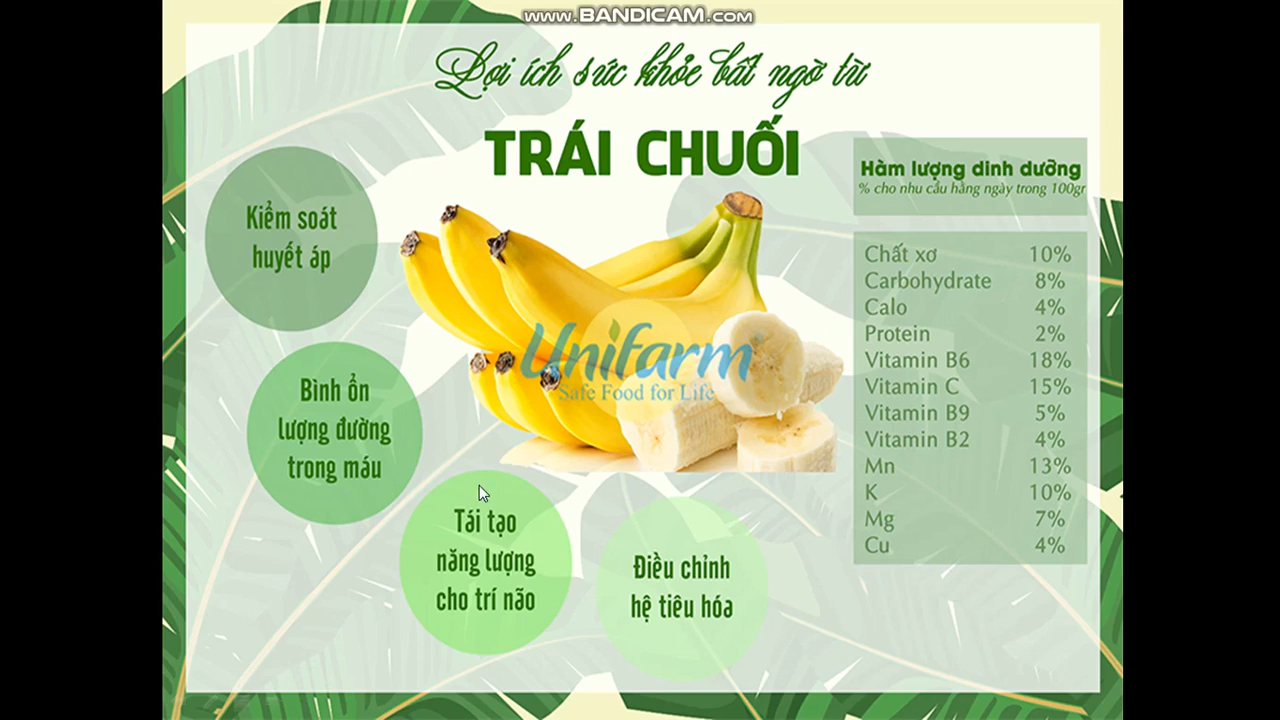 www.BANDICAM.com
Lợi ích sức khỏe bất ngờ từ
TRÁI CHUỐI
Hàm lượng dinh dưỡng
% cho nhu cầu hằng ngày trong 100gr
Kiểm soát
huyết áp
Bình ổn
lượng đường
trong máu
Tái tạo
năng lượng
cho trí não
Điều chỉnh
hệ tiêu hóa
Unifarm
Safe Food for Life
Chất xơ 10%
Carbohydrate 8%
Calo 4%
Protein 2%
Vitamin B6 18%
Vitamin C 15%
Vitamin B9 5%
Vitamin B2 4%
Mn 13%
K 10%
Mg 7%
Cu 4%